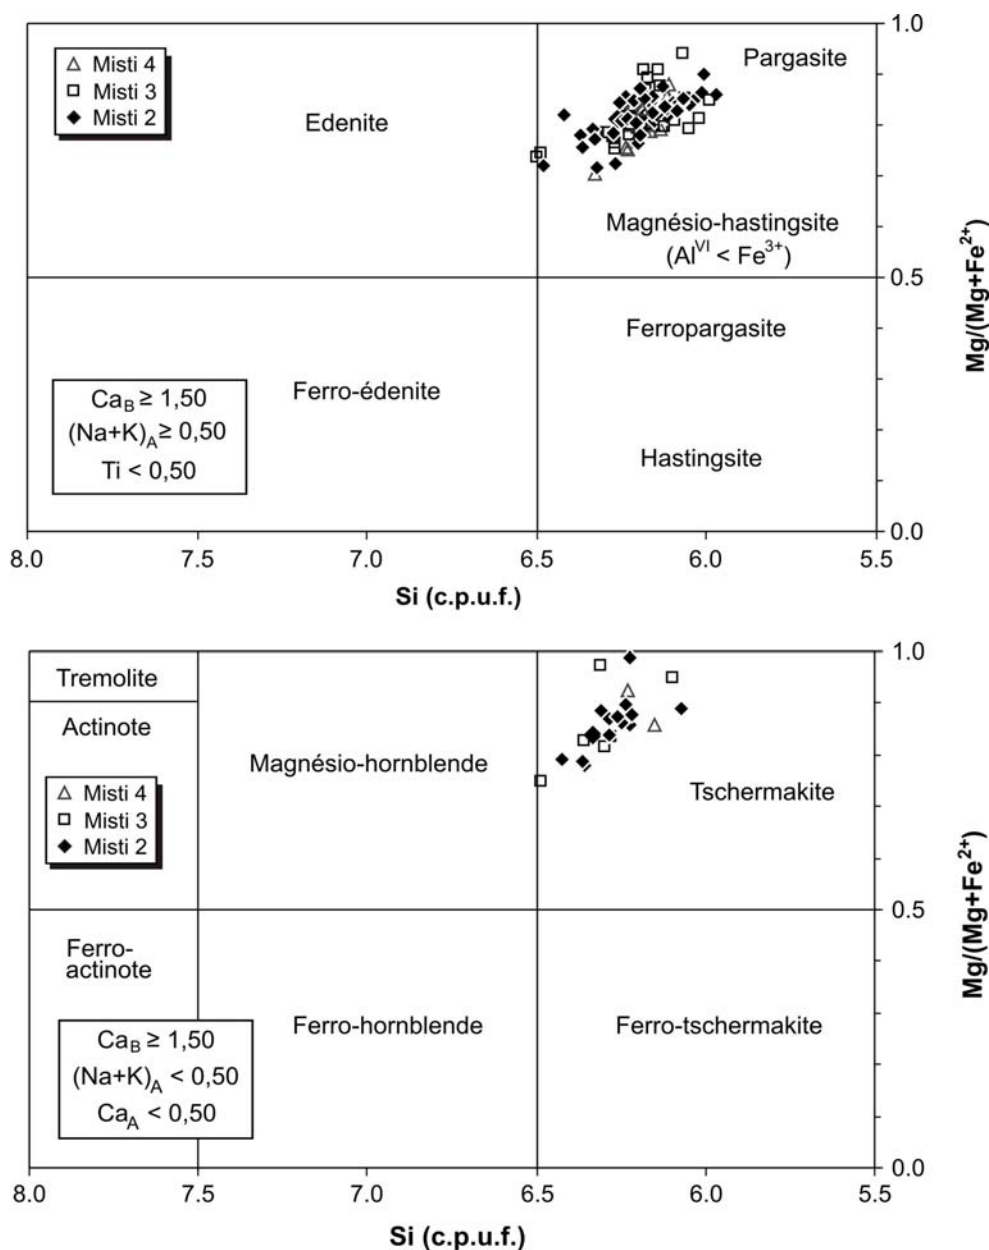 1.0
Pargasite
Misti 4
Misti 3
Misti 2
Edenite
Magnésio-hastingsite
(Al^VI < Fe^3+)
0.5
Mg/(Mg+Fe^2+)
Ferropargasite
Ferro-édenite
Ca_B ≥ 1,50
(Na+K)_A ≥ 0,50
Ti < 0,50
Hastingsite
0.0
8.0 7.5 7.0 6.5 6.0 5.5
Si (c.p.u.f.)
1.0
Tremolite
Actinote
Magnésio-hornblende
Tschermakite
Misti 4
Misti 3
Misti 2
Mg/(Mg+Fe^2+)
0.5
Ferro-
actinote
Ferro-hornblende
Ferro-tschermakite
Ca_B ≥ 1,50
(Na+K)_A < 0,50
Ca_A < 0,50
0.0
8.0 7.5 7.0 6.5 6.0 5.5
Si (c.p.u.f.)